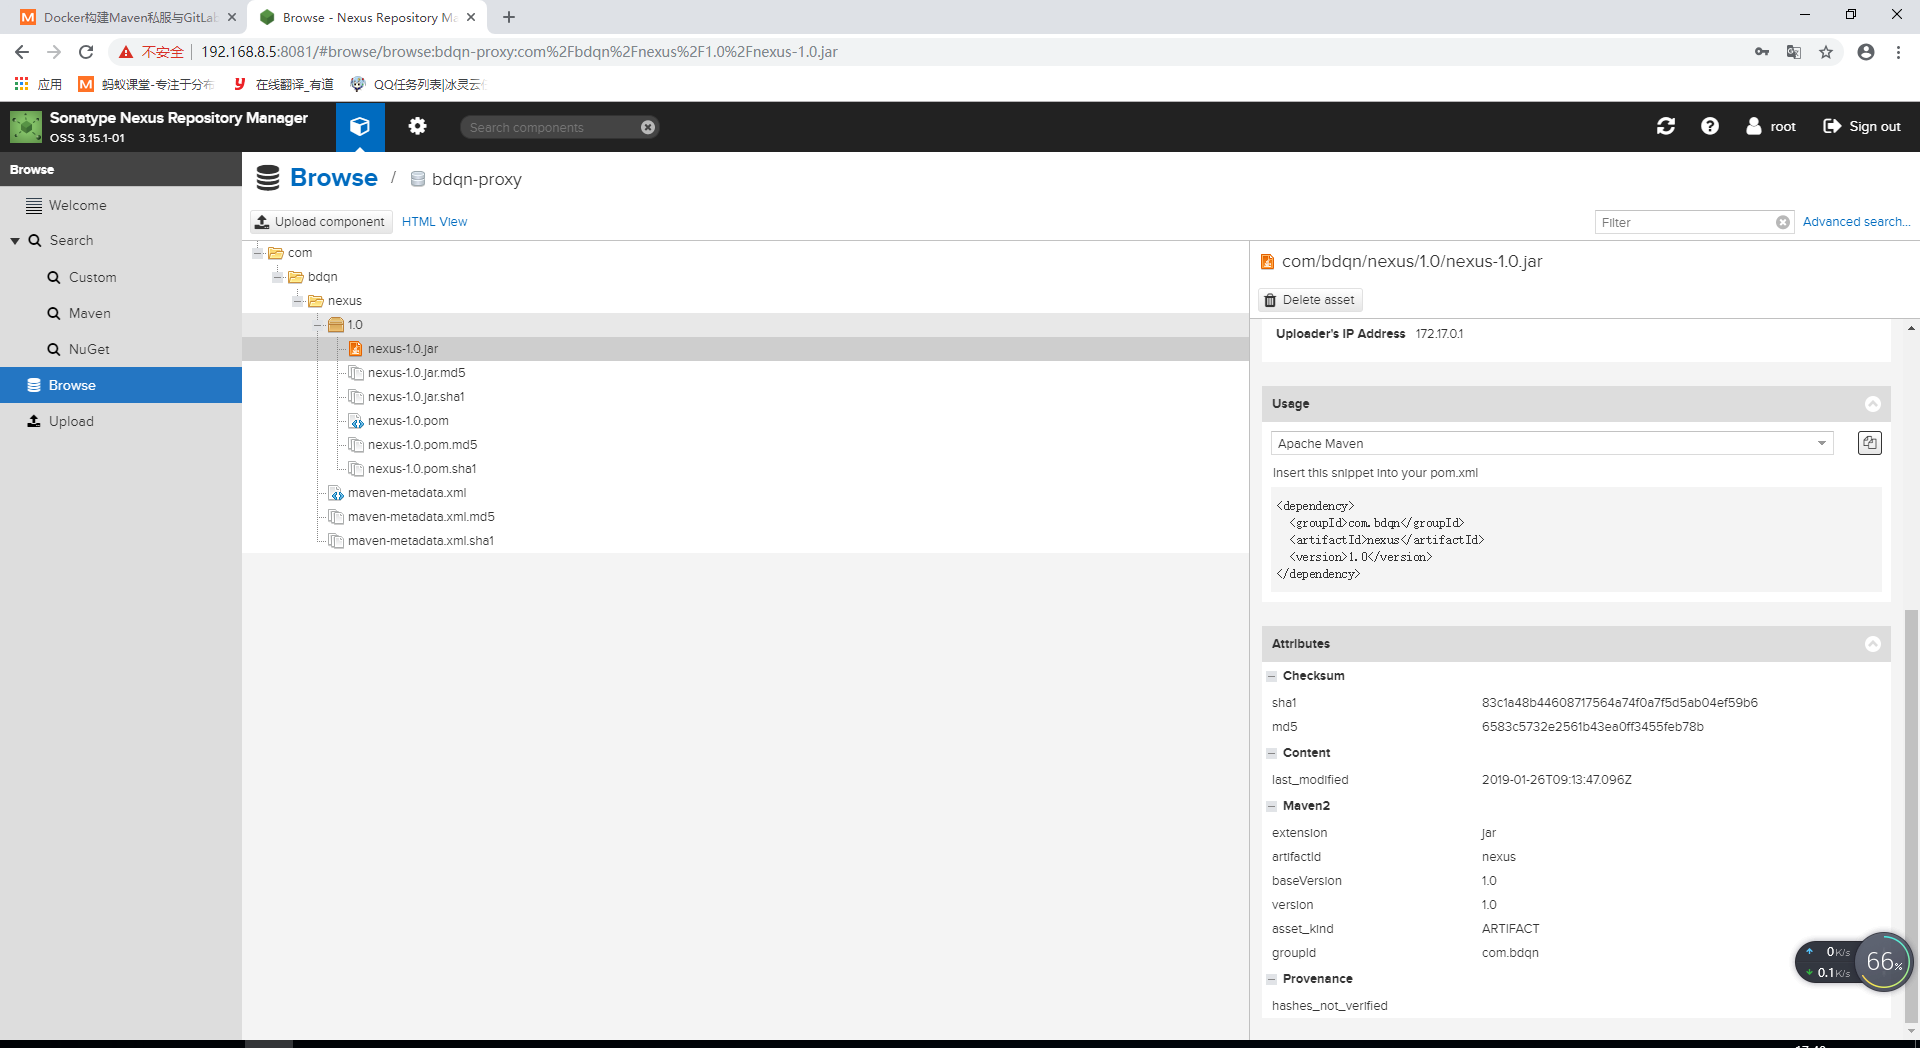 Docker构建Maven私服与GitLab
Browse - Nexus Repository Ma
不安全
192.168.8.5:8081/#browse/browse:bdqn-proxy:com%2Fbdqn%2Fnexus%2F1.0%2Fnexus-1.0.jar
应用
蚂蚁课堂-专注于分布
在线翻译_有道
QQ任务列表|冰灵云
Sonatype Nexus Repository Manager
OSS 3.15.1-01
Search components
root
Sign out
Browse
Welcome
Search
Custom
Maven
NuGet
Browse
Upload
Browse / bdqn-proxy
Upload component
HTML View
Filter
Advanced search...
com
bdqn
nexus
1.0
nexus-1.0.jar
nexus-1.0.jar.md5
nexus-1.0.jar.sha1
nexus-1.0.pom
nexus-1.0.pom.md5
nexus-1.0.pom.sha1
maven-metadata.xml
maven-metadata.xml.md5
maven-metadata.xml.sha1
com/bdqn/nexus/1.0/nexus-1.0.jar
Delete asset
Uploader's IP Address 172.17.0.1
Usage
Apache Maven
Insert this snippet into your pom.xml
<dependency>
<groupId>com.bdqn</groupId>
<artifactId>nexus</artifactId>
<version>1.0</version>
</dependency>
Attributes
Checksum
sha1 83c1a48b44608717564a74f0a7f5d5ab04ef59b6
md5 6583c5732e2561b43ea0ff3455feb78b
Content
last_modified 2019-01-26T09:13:47.096Z
Maven2
extension jar
artifactId nexus
baseVersion 1.0
version 1.0
asset_kind ARTIFACT
groupId com.bdqn
Provenance
hashes_not_verified
0K/s
0.1K/s
66%